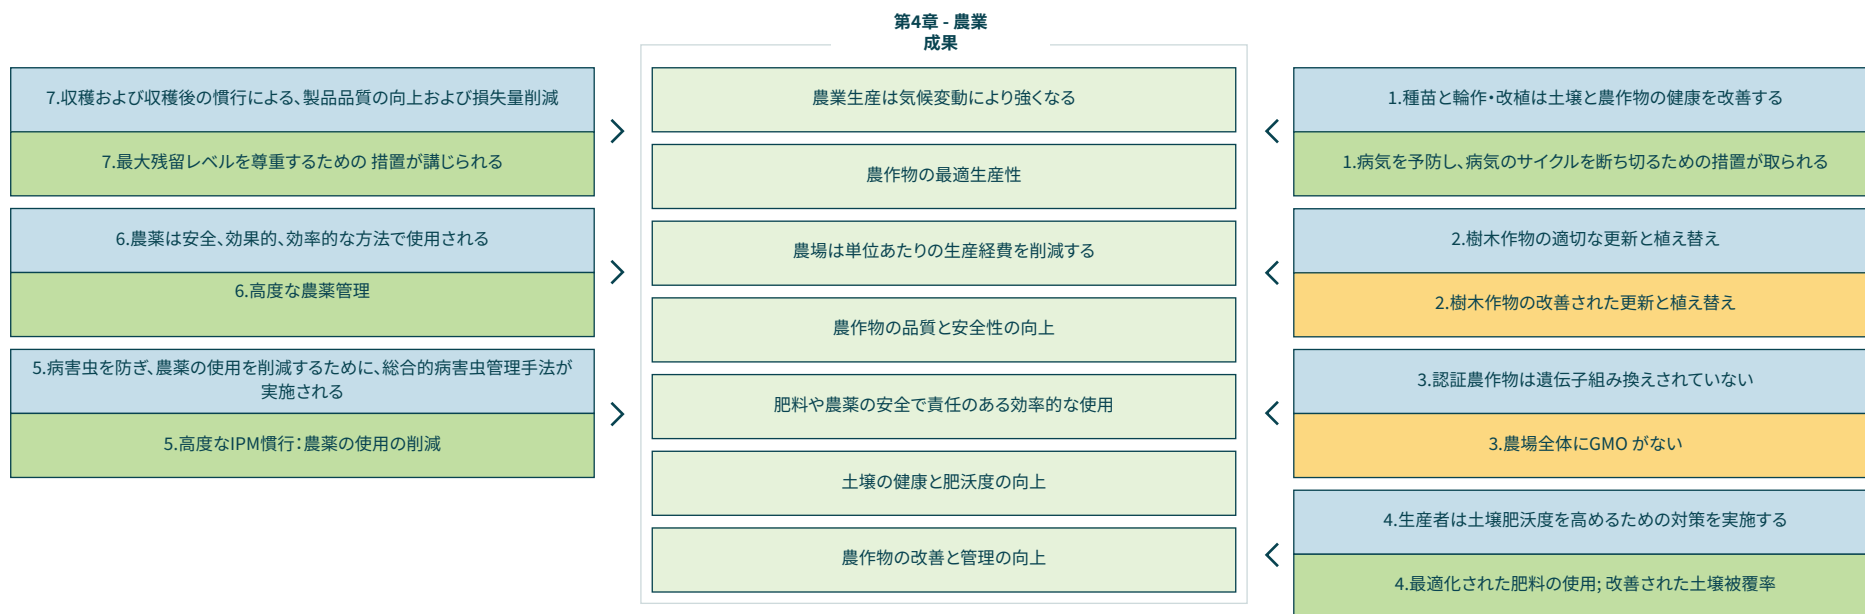 第4章 - 農業
成果
7.収穫および収穫後の慣行による、製品品質の向上および損失量削減
7.最大残留レベルを尊重するための 措置が講じられる
6.農薬は安全、効果的、効率的な方法で使用される
6.高度な農薬管理
5.病害虫を防ぎ、農薬の使用を削減するために、総合的病害虫管理手法が
実施される
5.高度なIPM慣行：農薬の使用の削減
農業生産は気候変動により強くなる
農作物の最適生産性
農場は単位あたりの生産経費を削減する
農作物の品質と安全性の向上
肥料や農薬の安全で責任のある効率的な使用
土壌の健康と肥沃度の向上
農作物の改善と管理の向上
1.種苗と輪作・改植は土壌と農作物の健康を改善する
1.病気を予防し、病気のサイクルを断ち切るための措置が取られる
2.樹木作物の適切な更新と植え替え
2.樹木作物の改善された更新と植え替え
3.認証農作物は遺伝子組み換えされていない
3.農場全体にGMO がない
4.生産者は土壌肥沃度を高めるための対策を実施する
4.最適化された肥料の使用; 改善された土壌被覆率